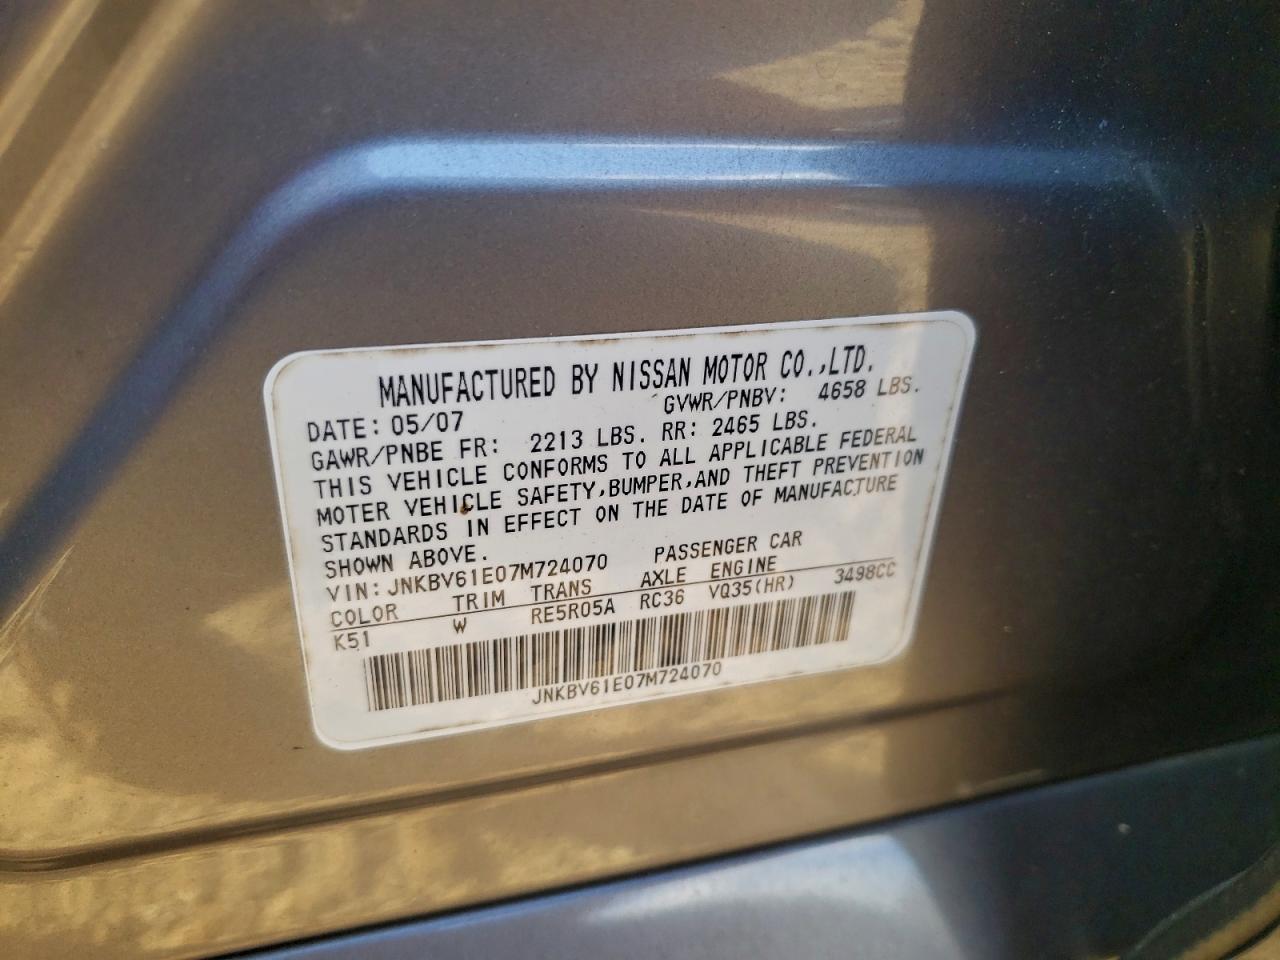 MANUFACTURED BY NISSAN MOTOR CO.,LTD.
DATE: 05/07 GVWR/PNBV: 4658 LBS.
GAWR/PNBE FR: 2213 LBS. RR: 2465 LBS.
THIS VEHICLE CONFORMS TO ALL APPLICABLE FEDERAL
MOTER VEHICLE SAFETY,BUMPER,AND THEFT PREVENTION
STANDARDS IN EFFECT ON THE DATE OF MANUFACTURE
SHOWN ABOVE.
VIN: JNKBV61E07M724070 PASSENGER CAR
COLOR TRIM TRANS AXLE ENGINE
K51 W RE5R05A RC36 VQ35(HR) 3498CC
JNKBV61E07M724070